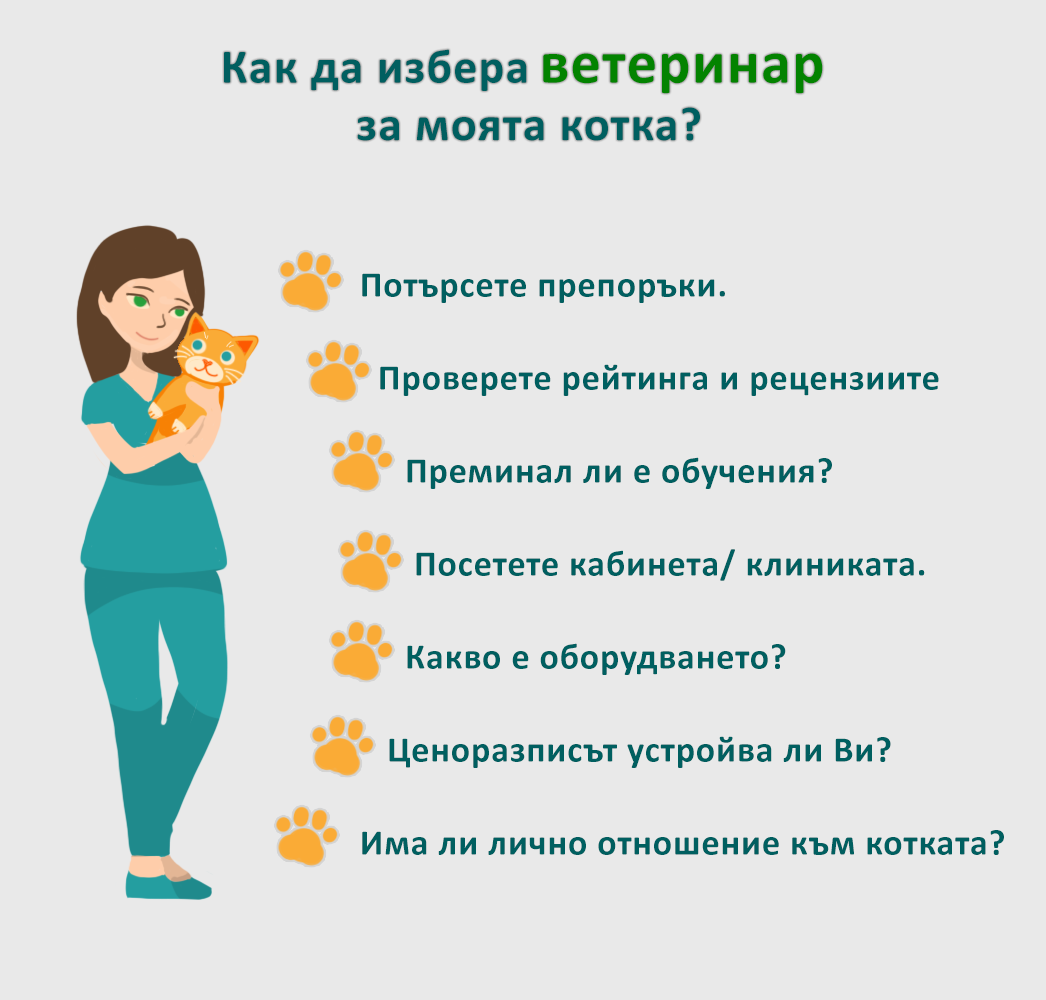 Как да избера ветеринар
за моята котка?
Потърсете препоръки.
Проверете рейтинга и рецензиите
Преминал ли е обучения?
Посетете кабинета/ клиниката.
Какво е оборудването?
Ценоразписът устройва ли Ви?
Има ли лично отношение към котката?